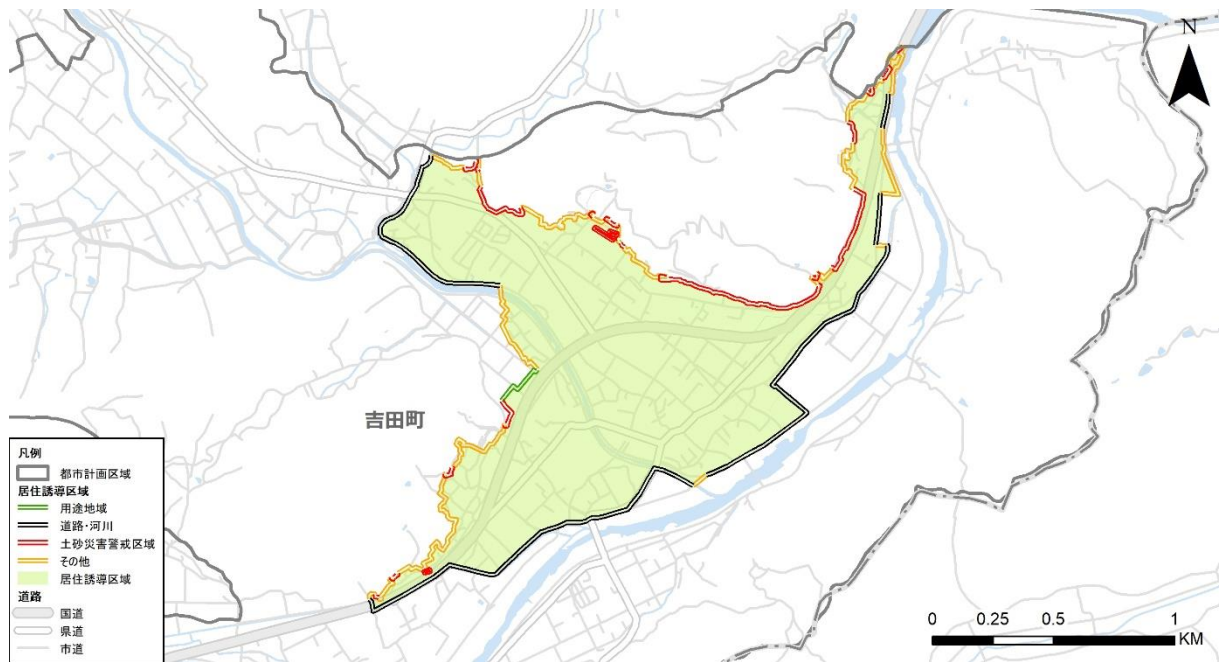 N
吉田町
凡例
都市計画区域
居住誘導区域
用途地域
道路・河川
土砂災害警戒区域
その他
居住誘導区域
道路
国道
県道
市道
0 0.25 0.5 1
KM